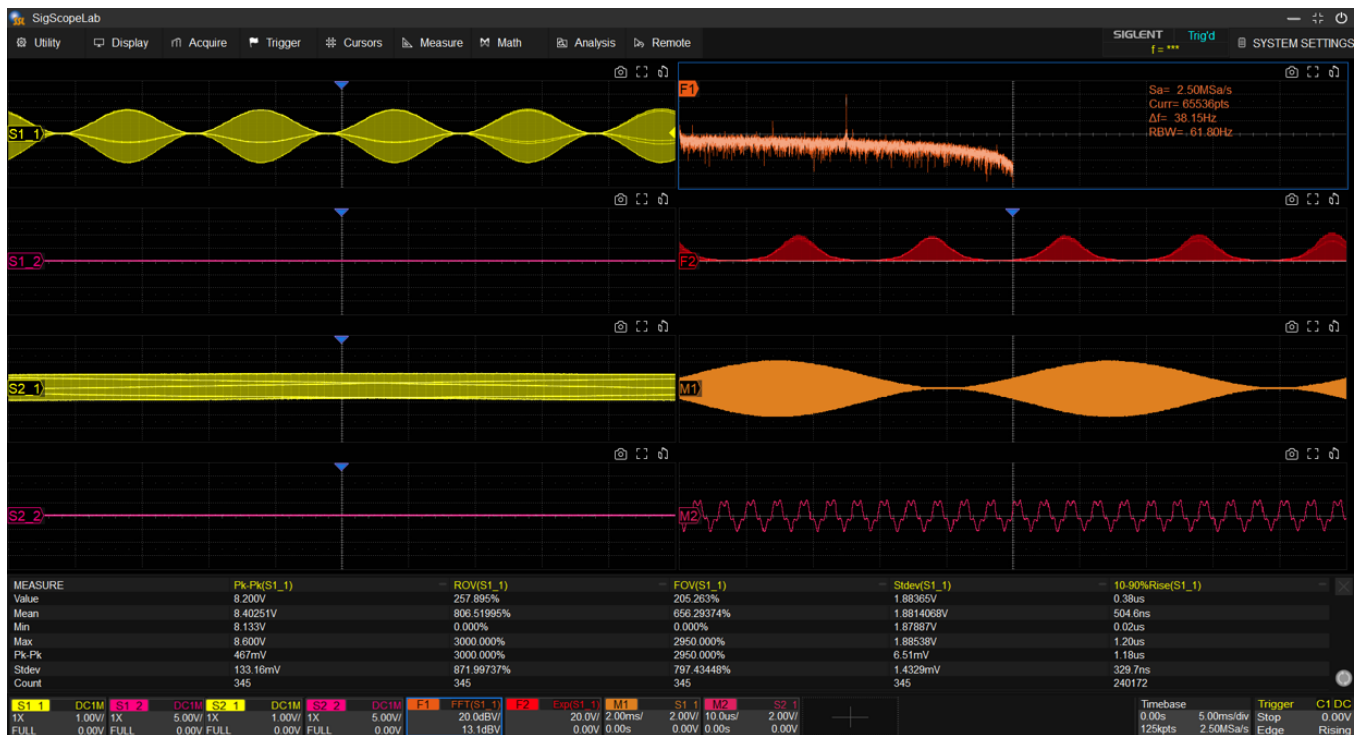 SigScopeLab
Utility Display Acquire Trigger Cursors Measure Math Analysis Remote
SIGLENT Trig'd
f = ***
SYSTEM SETTINGS
S1_1
F1
Sa= 2.50MSa/s
Curr= 65536pts
Δf= 38.15Hz
RBW= 61.80Hz
S1_2
F2
S2_1
M1
S2_2
M2
MEASURE Pk-Pk(S1_1) ROV(S1_1) FOV(S1_1) Stdev(S1_1) 10-90%Rise(S1_1)
Value 8.200V 257.895% 205.263% 1.88365V 0.38us
Mean 8.40251V 806.51995% 656.29374% 1.8814068V 504.6ns
Min 8.133V 0.000% 0.000% 1.87887V 0.02us
Max 8.600V 3000.000% 2950.000% 1.88538V 1.20us
Pk-Pk 467mV 3000.000% 2950.000% 6.51mV 1.18us
Stdev 133.16mV 871.99737% 797.43448% 1.4329mV 329.7ns
Count 345 345 345 345 240172
S1_1 DC1M S1_2 DC1M S2_1 DC1M S2_2 DC1M F1 FFT(S1_1) F2 Exp(S1_1) M1 S1_1 M2 S2_1 Timebase Trigger C1 DC
1X 1.00V/ 1X 5.00V/ 1X 1.00V/ 1X 5.00V/ 20.0dBV/ 20.0V/ 2.00ms/ 2.00V/ 10.0us/ 2.00V/ 0.00s 5.00ms/div Stop 0.00V
FULL 0.00V FULL 0.00V FULL 0.00V FULL 0.00V 13.1dBV 0.00V 0.00s 0.00V 0.00s 0.00V 125kpts 2.50MSa/s Edge Rising